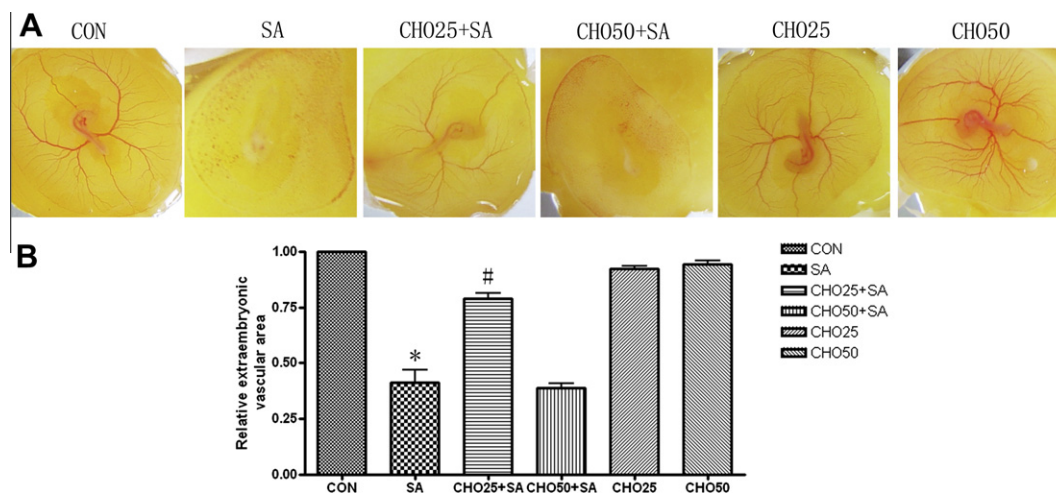 A
CON SA CHO25+SA CHO50+SA CHO25 CHO50
B
Relative extraembryonic
vascular area
1.00
0.75
0.50
0.25
0.00
*
#
CON SA CHO25+SA CHO50+SA CHO25 CHO50
CON
SA
CHO25+SA
CHO50+SA
CHO25
CHO50